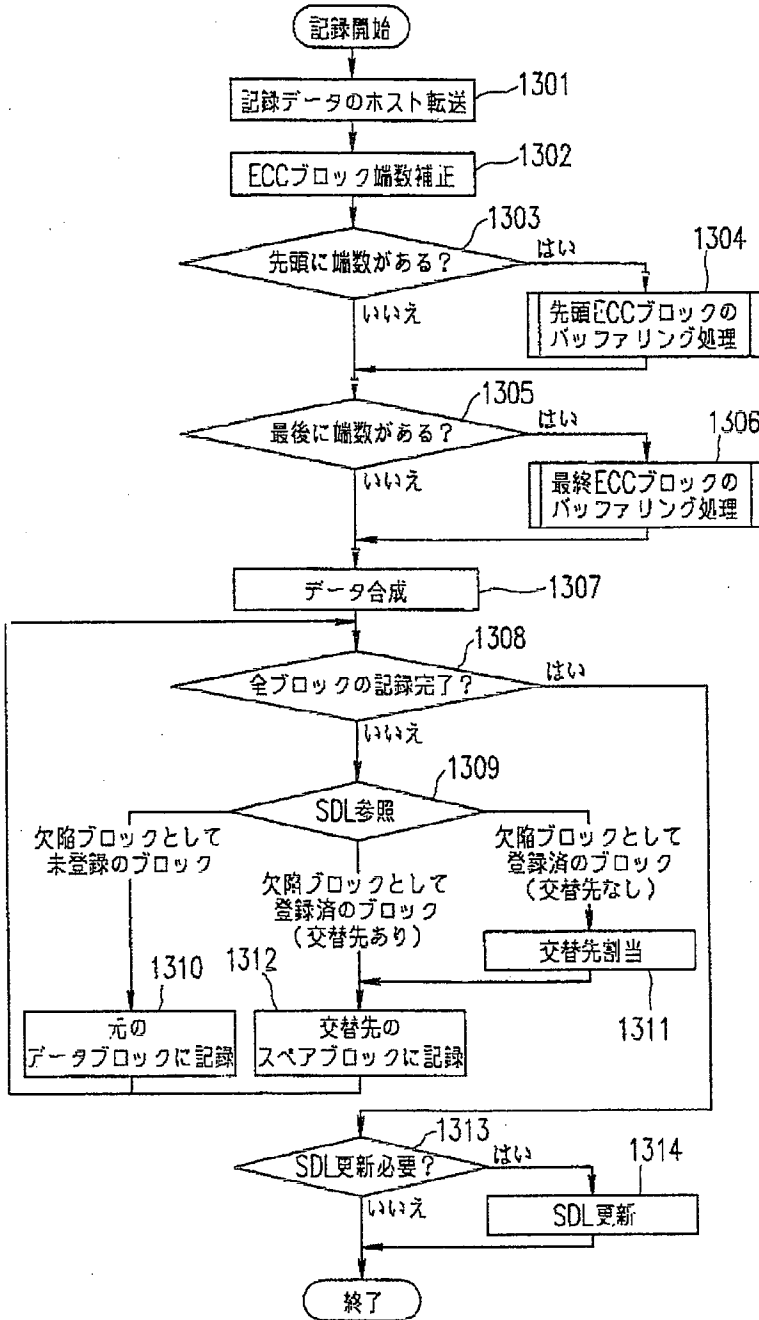 記録開始
記録データのホスト転送
1301
ECCブロック端数補正
1302
先頭に端数がある?
1303
はい
いいえ
先頭ECCブロックの
バッファリング処理
1304
最後に端数がある?
1305
はい
いいえ
最終ECCブロックの
バッファリング処理
1306
データ合成
1307
全ブロックの記録完了?
1308
はい
いいえ
SDL参照
1309
欠陥ブロックとして
未登録のブロック
欠陥ブロックとして
登録済のブロック
(交替先あり)
欠陥ブロックとして
登録済のブロック
(交替先なし)
交替先割当
1311
1310
元の
データブロックに記録
1312
交替先の
スペアブロックに記録
SDL更新必要?
1313
はい
いいえ
SDL更新
1314
終了